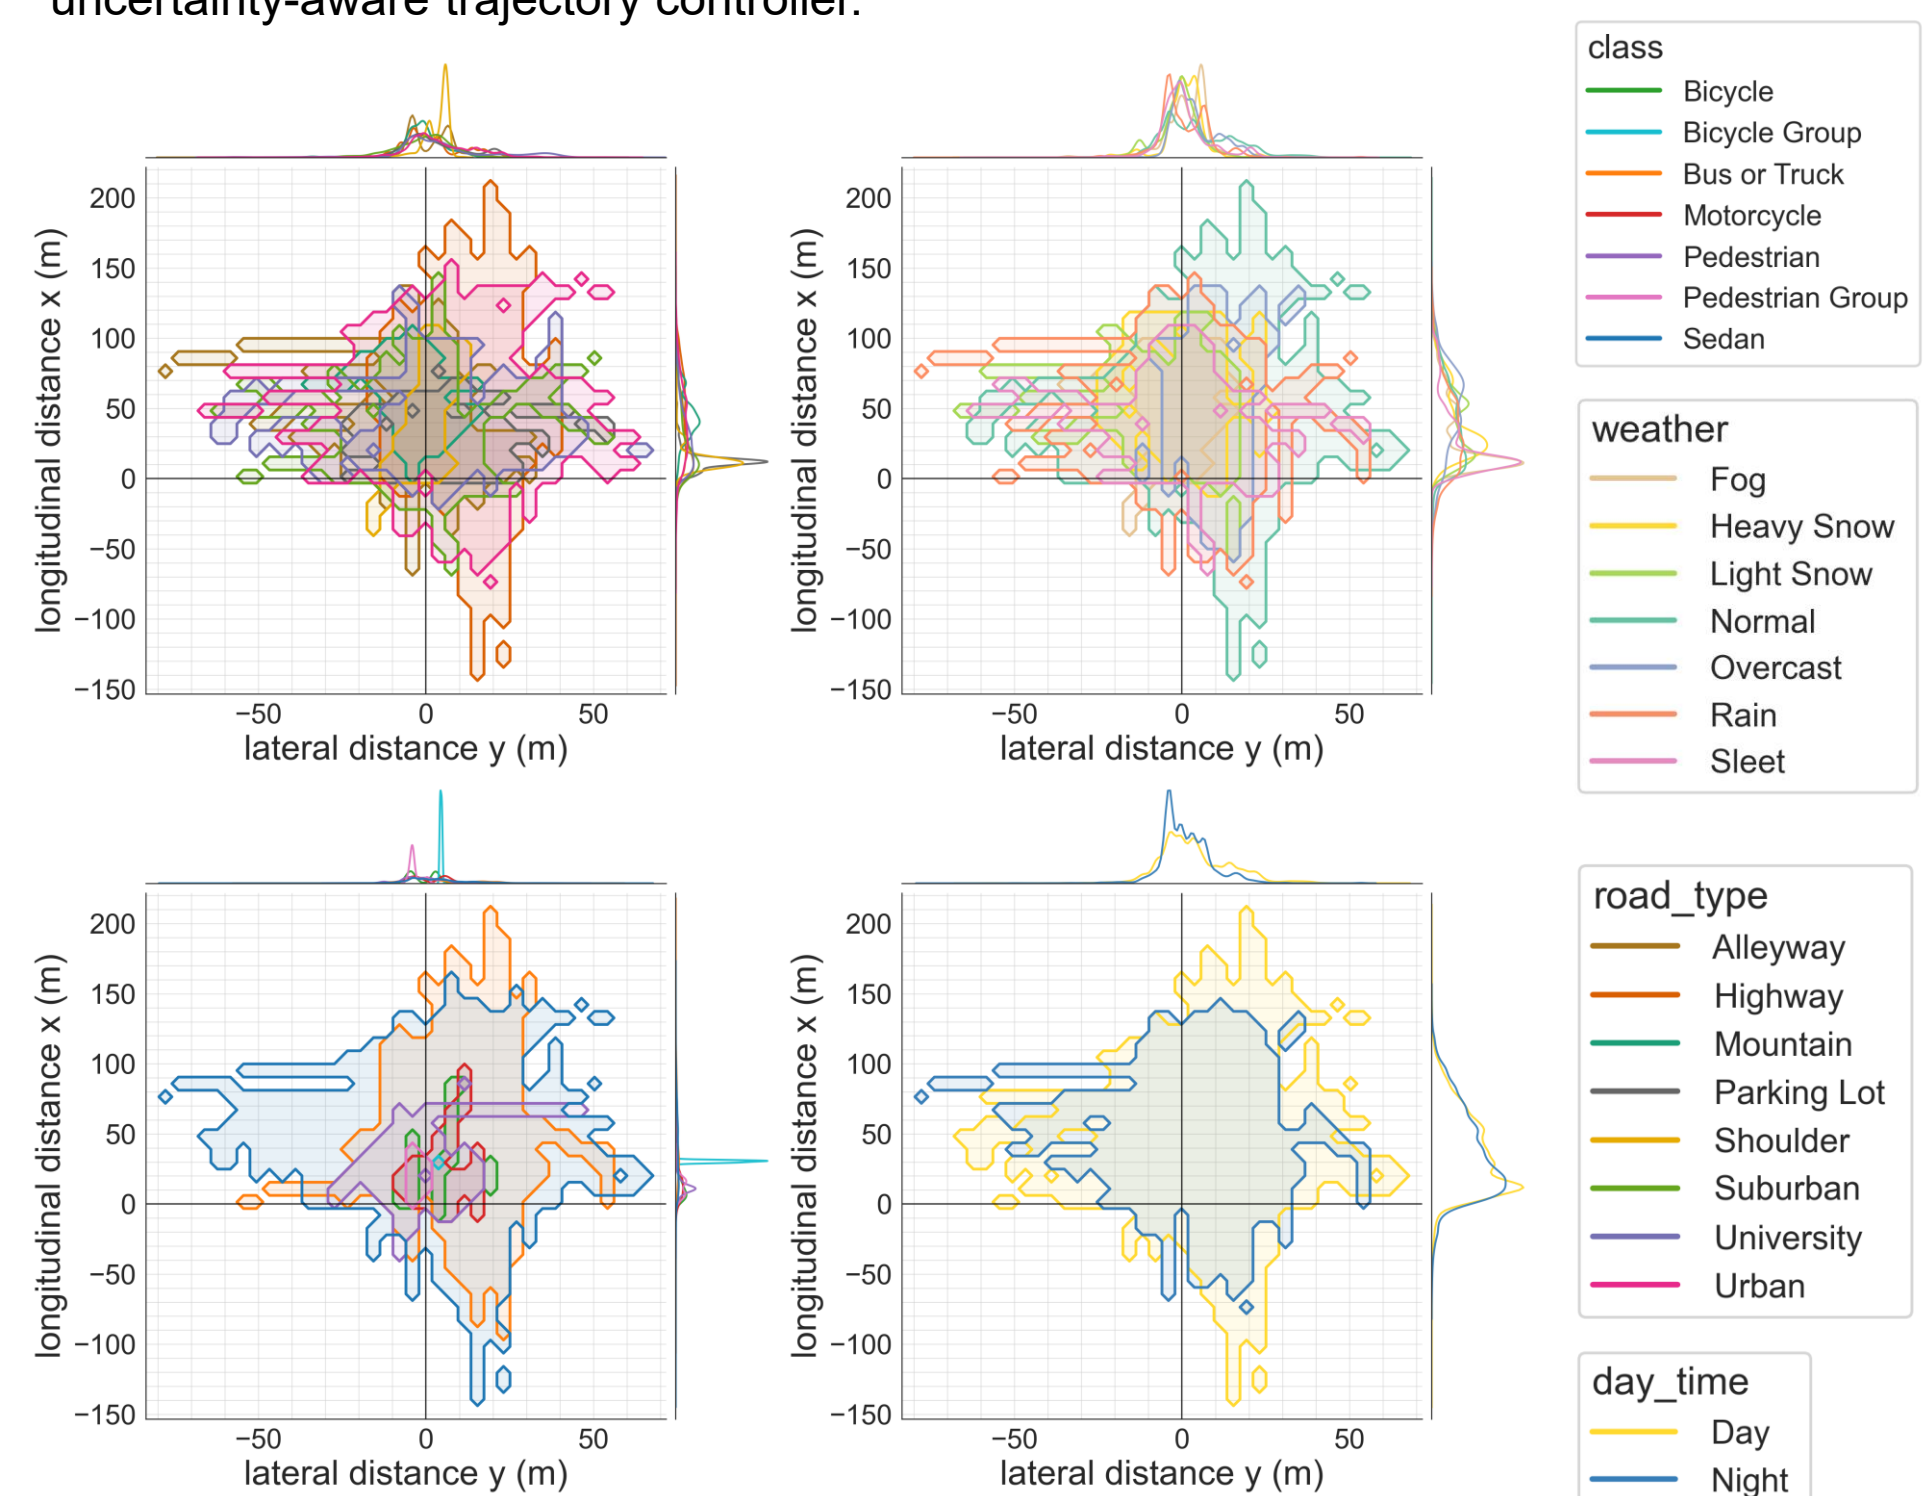 uncertainty-aware trajectory controller.
class
Bicycle
Bicycle Group
Bus or Truck
Motorcycle
Pedestrian
Pedestrian Group
Sedan
longitudinal distance x (m)
200
150
100
50
0
−50
−100
−150
−50
0
50
lateral distance y (m)
longitudinal distance x (m)
200
150
100
50
0
−50
−100
−150
−50
0
50
lateral distance y (m)
weather
Fog
Heavy Snow
Light Snow
Normal
Overcast
Rain
Sleet
longitudinal distance x (m)
200
150
100
50
0
−50
−100
−150
−50
0
50
lateral distance y (m)
longitudinal distance x (m)
200
150
100
50
0
−50
−100
−150
−50
0
50
lateral distance y (m)
road_type
Alleyway
Highway
Mountain
Parking Lot
Shoulder
Suburban
University
Urban
day_time
Day
Night